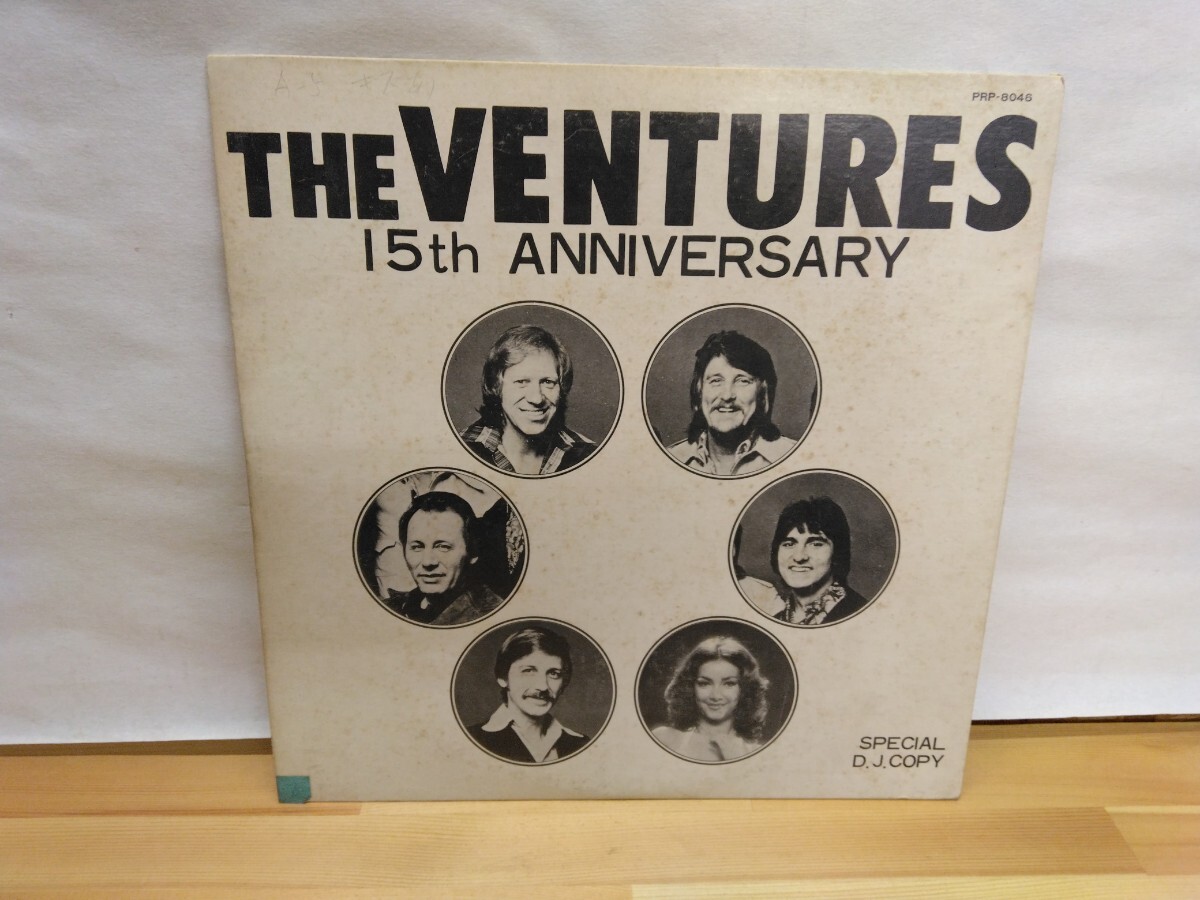 PRP-8046
THE VENTURES
15th ANNIVERSARY
SPECIAL
D.J. COPY